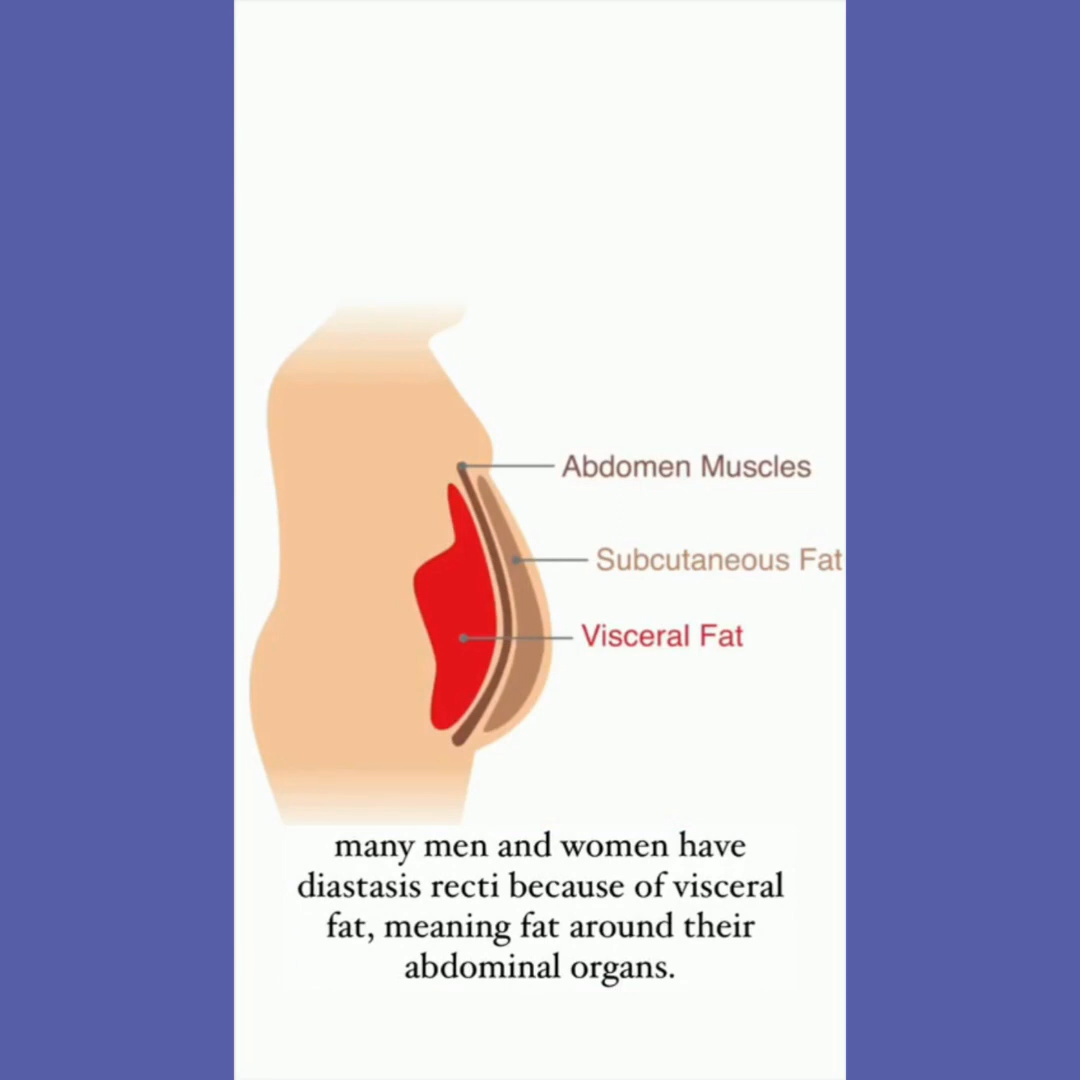 Abdomen Muscles
Subcutaneous Fat
Visceral Fat
many men and women have
diastasis recti because of visceral
fat, meaning fat around their
abdominal organs.